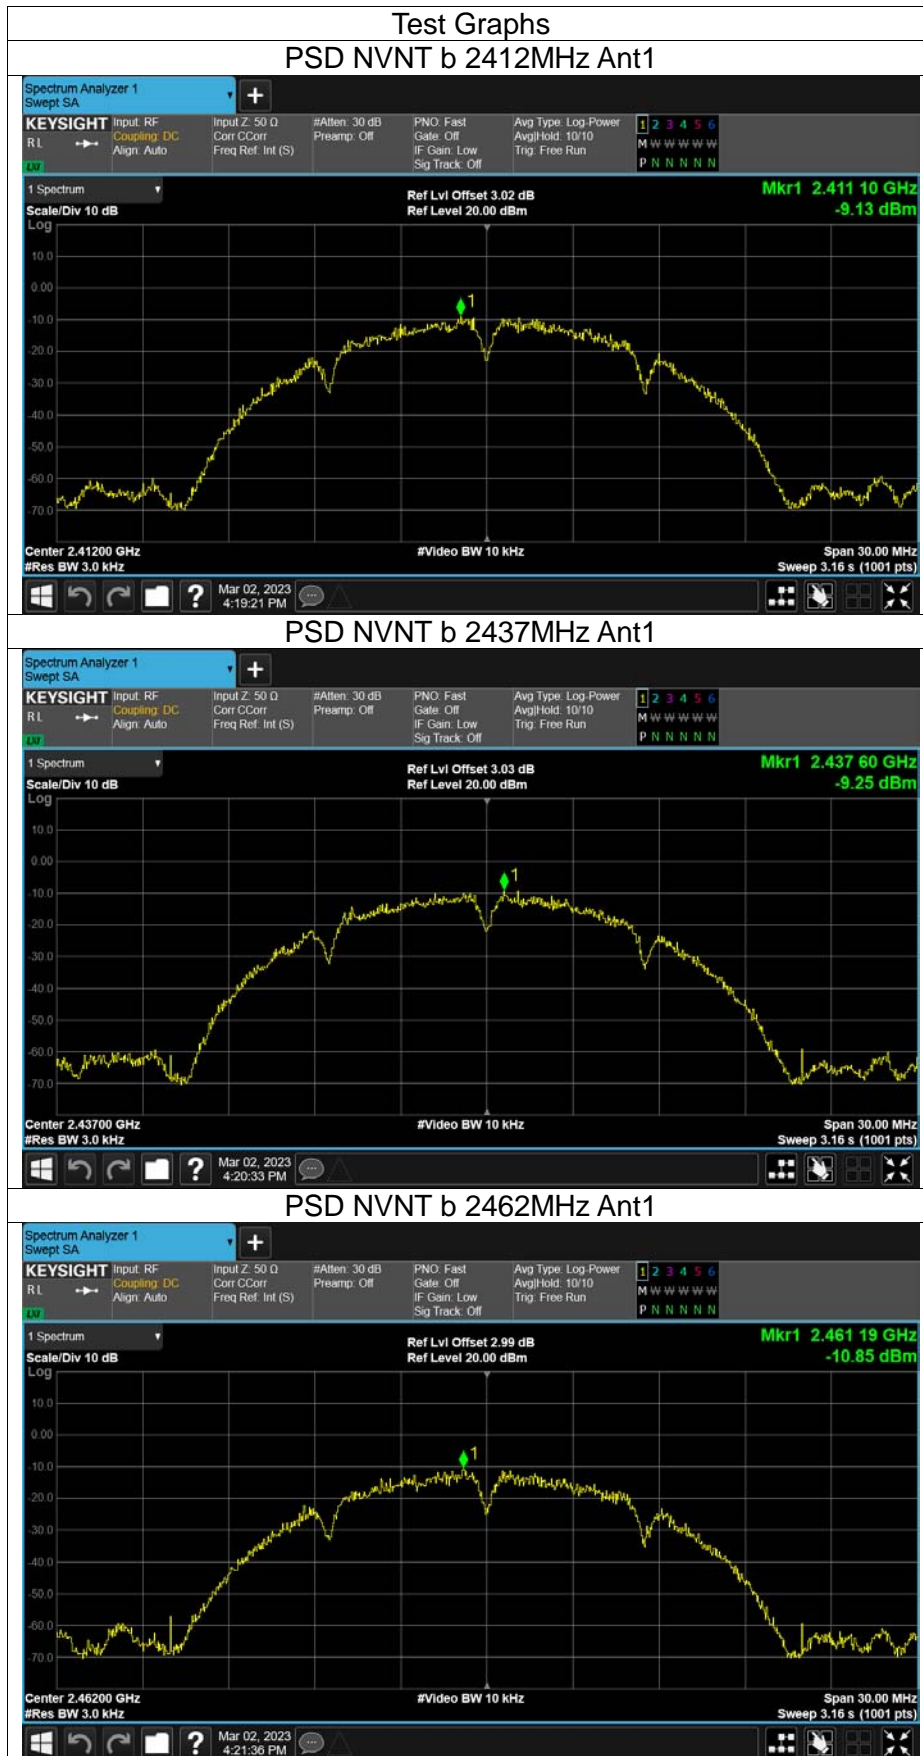 Test Graphs
PSD NVNT b 2412MHz Ant1
Spectrum Analyzer 1
Swept SA
+
KEYSIGHT Input: RF Input Z: 50 Ω #Atten: 30 dB PNO: Fast Avg Type: Log-Power 1 2 3 4 5 6
RL Coupling: DC Corr CCorr Preamp: Off Gate: Off Avg|Hold: 10/10 M W W W W W
Align: Auto Freq Ref: Int (S) IF Gain: Low Trig: Free Run
LXI Sig Track: Off P N N N N N
1 Spectrum Ref Lvl Offset 3.02 dB Mkr1 2.411 10 GHz
Scale/Div 10 dB Ref Level 20.00 dBm -9.13 dBm
Log
10.0
0.00
1
-10.0
-20.0
-30.0
-40.0
-50.0
-60.0
-70.0
Center 2.41200 GHz #Video BW 10 kHz Span 30.00 MHz
#Res BW 3.0 kHz Sweep 3.16 s (1001 pts)
? Mar 02, 2023
4:19:21 PM
PSD NVNT b 2437MHz Ant1
Spectrum Analyzer 1
Swept SA
+
KEYSIGHT Input: RF Input Z: 50 Ω #Atten: 30 dB PNO: Fast Avg Type: Log-Power 1 2 3 4 5 6
RL Coupling: DC Corr CCorr Preamp: Off Gate: Off Avg|Hold: 10/10 M W W W W W
Align: Auto Freq Ref: Int (S) IF Gain: Low Trig: Free Run
LXI Sig Track: Off P N N N N N
1 Spectrum Ref Lvl Offset 3.03 dB Mkr1 2.437 60 GHz
Scale/Div 10 dB Ref Level 20.00 dBm -9.25 dBm
Log
10.0
0.00
1
-10.0
-20.0
-30.0
-40.0
-50.0
-60.0
-70.0
Center 2.43700 GHz #Video BW 10 kHz Span 30.00 MHz
#Res BW 3.0 kHz Sweep 3.16 s (1001 pts)
? Mar 02, 2023
4:20:33 PM
PSD NVNT b 2462MHz Ant1
Spectrum Analyzer 1
Swept SA
+
KEYSIGHT Input: RF Input Z: 50 Ω #Atten: 30 dB PNO: Fast Avg Type: Log-Power 1 2 3 4 5 6
RL Coupling: DC Corr CCorr Preamp: Off Gate: Off Avg|Hold: 10/10 M W W W W W
Align: Auto Freq Ref: Int (S) IF Gain: Low Trig: Free Run
LXI Sig Track: Off P N N N N N
1 Spectrum Ref Lvl Offset 2.99 dB Mkr1 2.461 19 GHz
Scale/Div 10 dB Ref Level 20.00 dBm -10.85 dBm
Log
10.0
0.00
1
-10.0
-20.0
-30.0
-40.0
-50.0
-60.0
-70.0
Center 2.46200 GHz #Video BW 10 kHz Span 30.00 MHz
#Res BW 3.0 kHz Sweep 3.16 s (1001 pts)
? Mar 02, 2023
4:21:36 PM